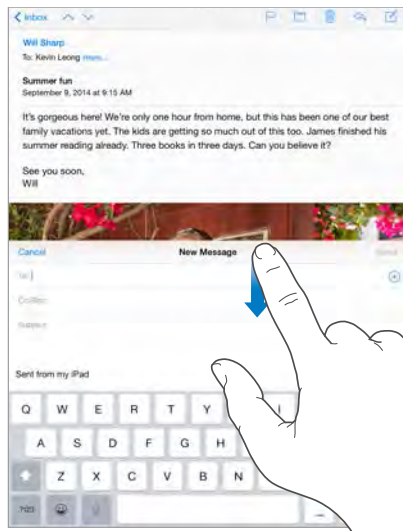 Inbox
Will Sharp
To: Kevin Leong more...
Summer fun
September 9, 2014 at 9:15 AM
It's gorgeous here! We're only one hour from home, but this has been one of our best
family vacations yet. The kids are getting so much out of this too. James finished his
summer reading already. Three books in three days. Can you believe it?
See you soon,
Will
Cancel New Message Send
To:
Cc/Bcc:
Subject:
Sent from my iPad
Q W E R T Y I
A S D F G H
Z X C V B N
?123